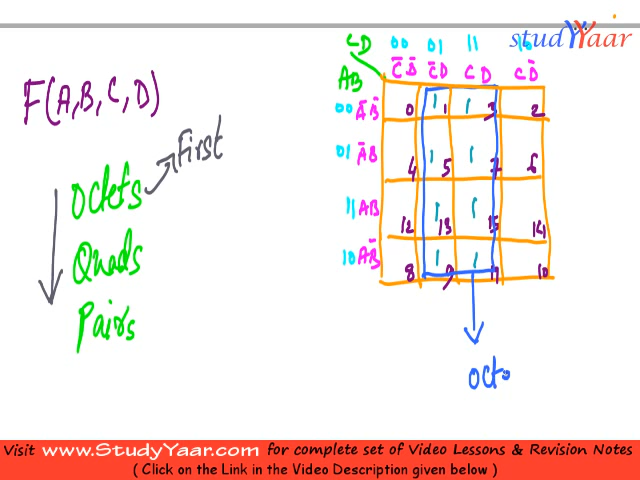 studYYaar
CD 00 01 11 10
C̄B̄ C̄D CD CD̄
AB
00 ĀB̄ 0 1 1 1 3 2
01 ĀB 4 1 5 1 7 6
11 AB 12 1 13 1 15 14
10 AB̄ 8 1 9 1 11 10
F(A,B,C,D)
First
Octets
Quads
Pairs
Octe
Visit www.StudyYaar.com for complete set of Video Lessons & Revision Notes
( Click on the Link in the Video Description given below )